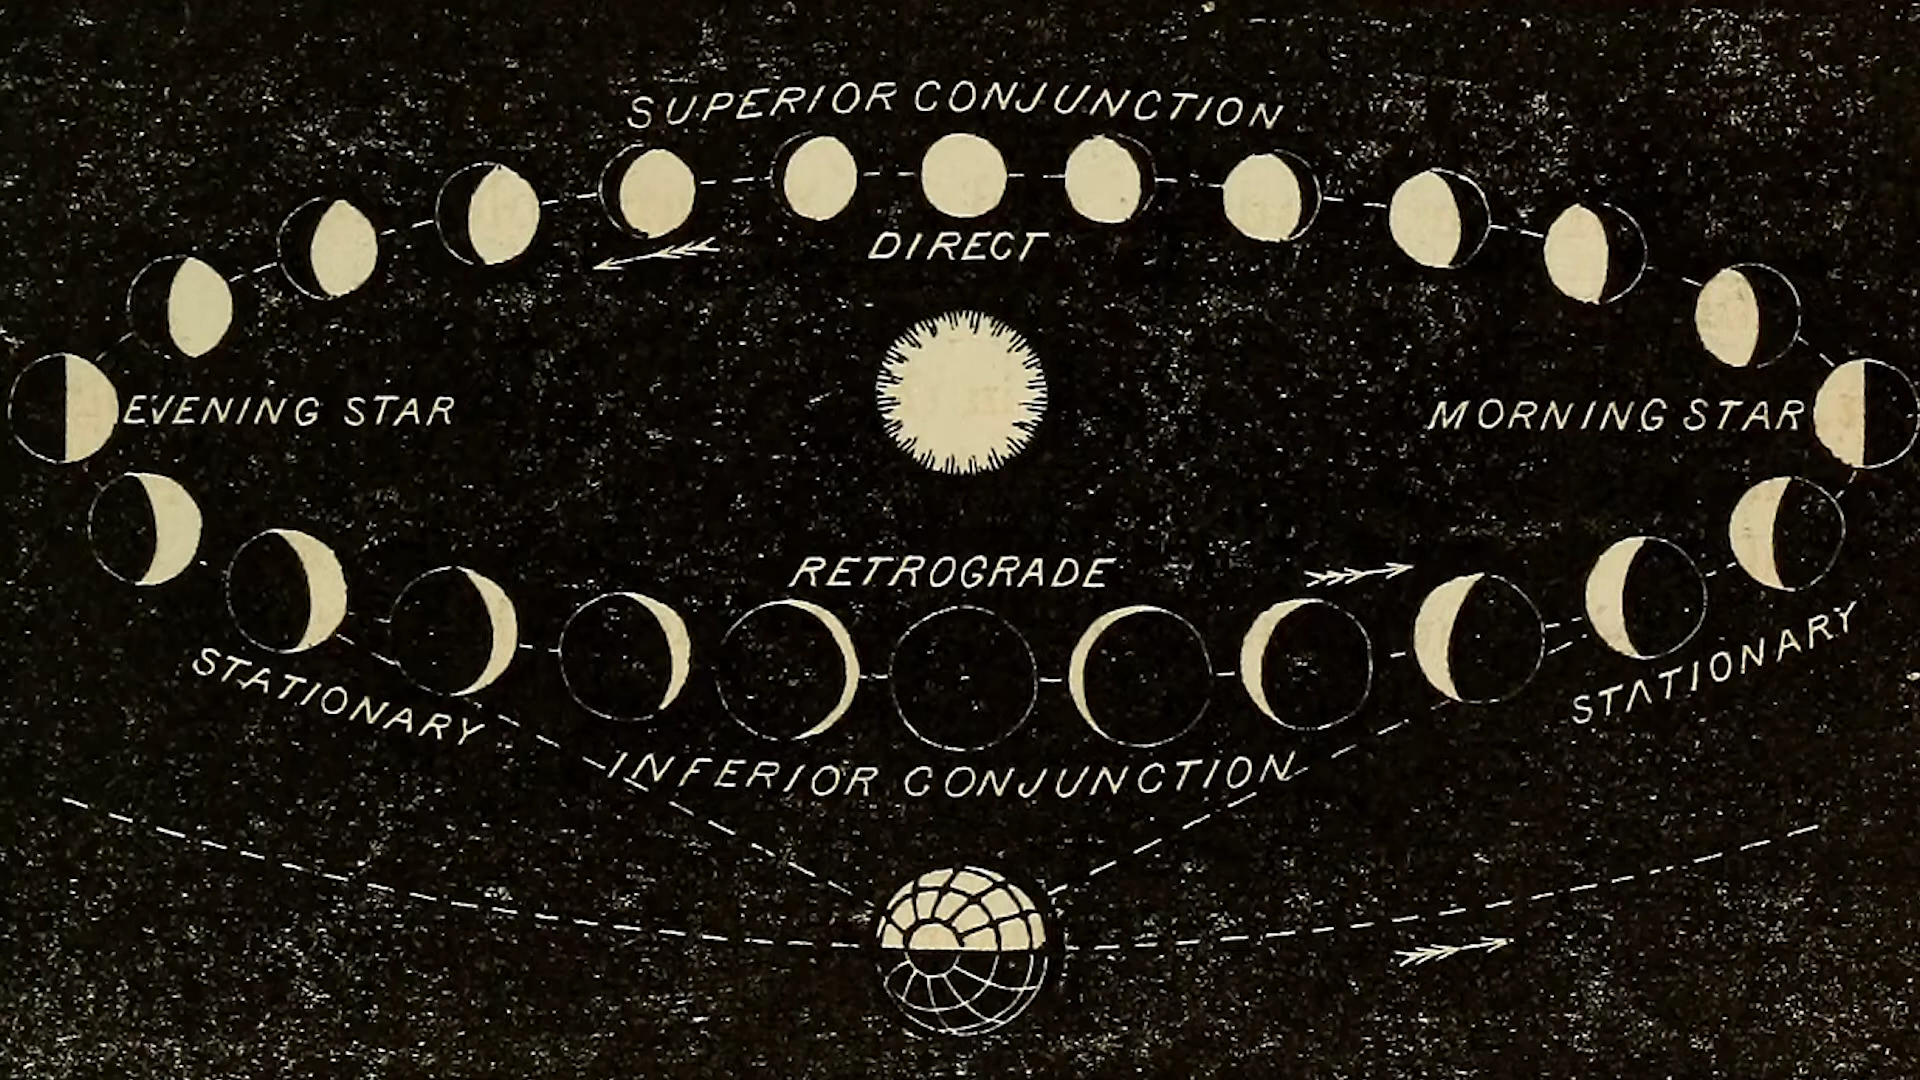 SUPERIOR CONJUNCTION
DIRECT
EVENING STAR
MORNING STAR
RETROGRADE
STATIONARY
STATIONARY
INFERIOR CONJUNCTION